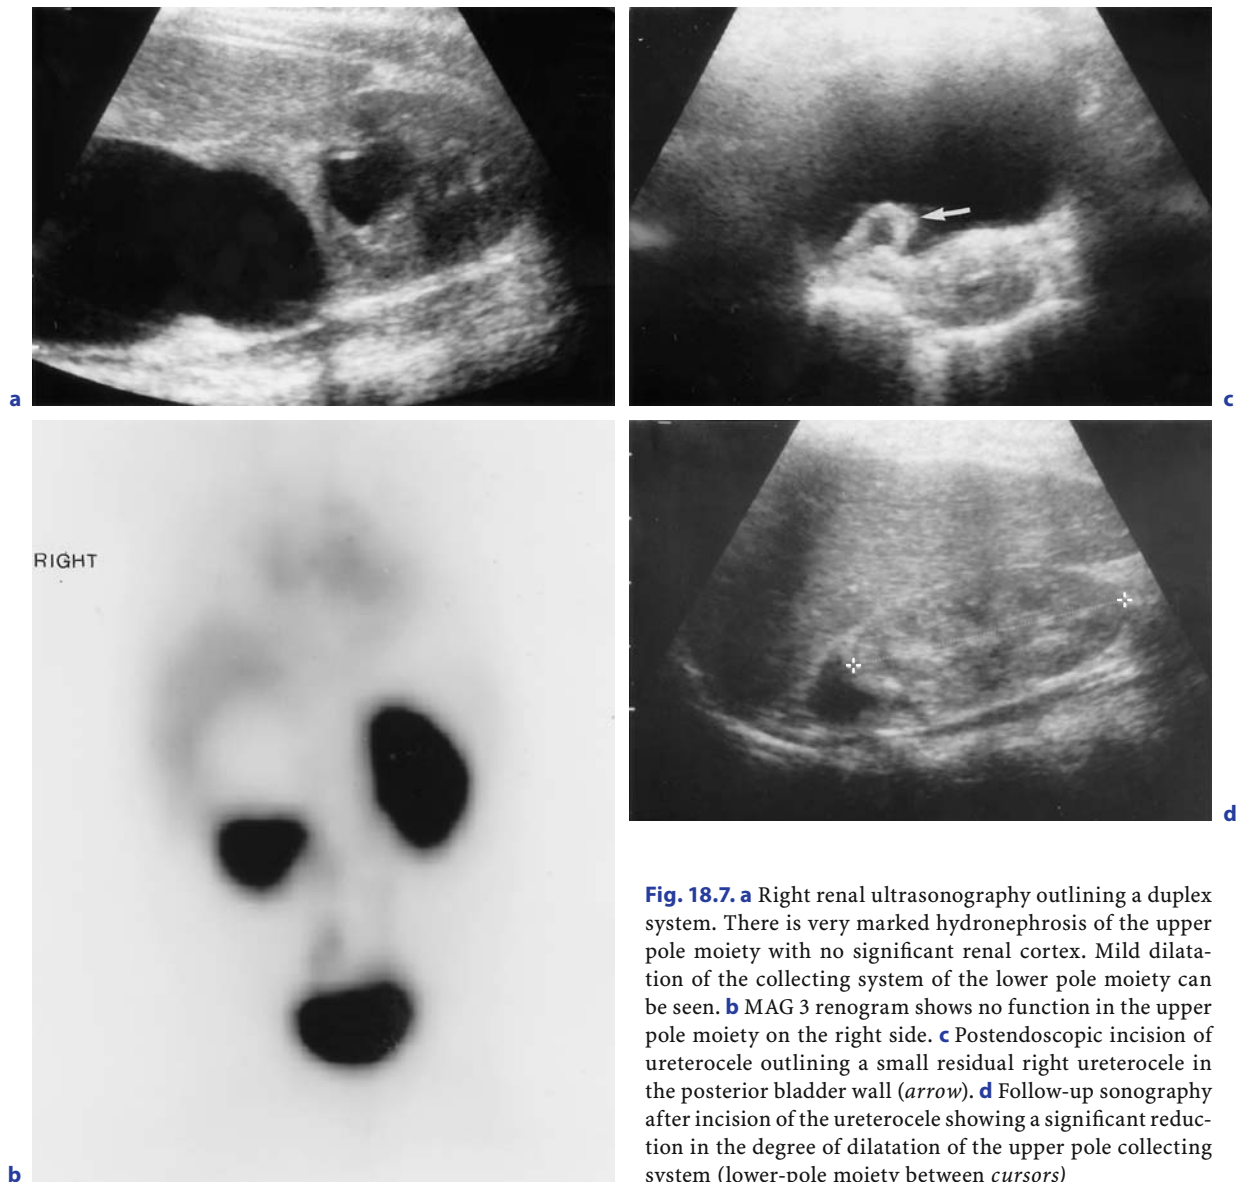 a
c
RIGHT
d
b
Fig. 18.7. a Right renal ultrasonography outlining a duplex
system. There is very marked hydronephrosis of the upper
pole moiety with no significant renal cortex. Mild dilata-
tion of the collecting system of the lower pole moiety can
be seen. b MAG 3 renogram shows no function in the upper
pole moiety on the right side. c Postendoscopic incision of
ureterocele outlining a small residual right ureterocele in
the posterior bladder wall (arrow). d Follow-up sonography
after incision of the ureterocele showing a significant reduc-
tion in the degree of dilatation of the upper pole collecting
system (lower-pole moiety between cursors)